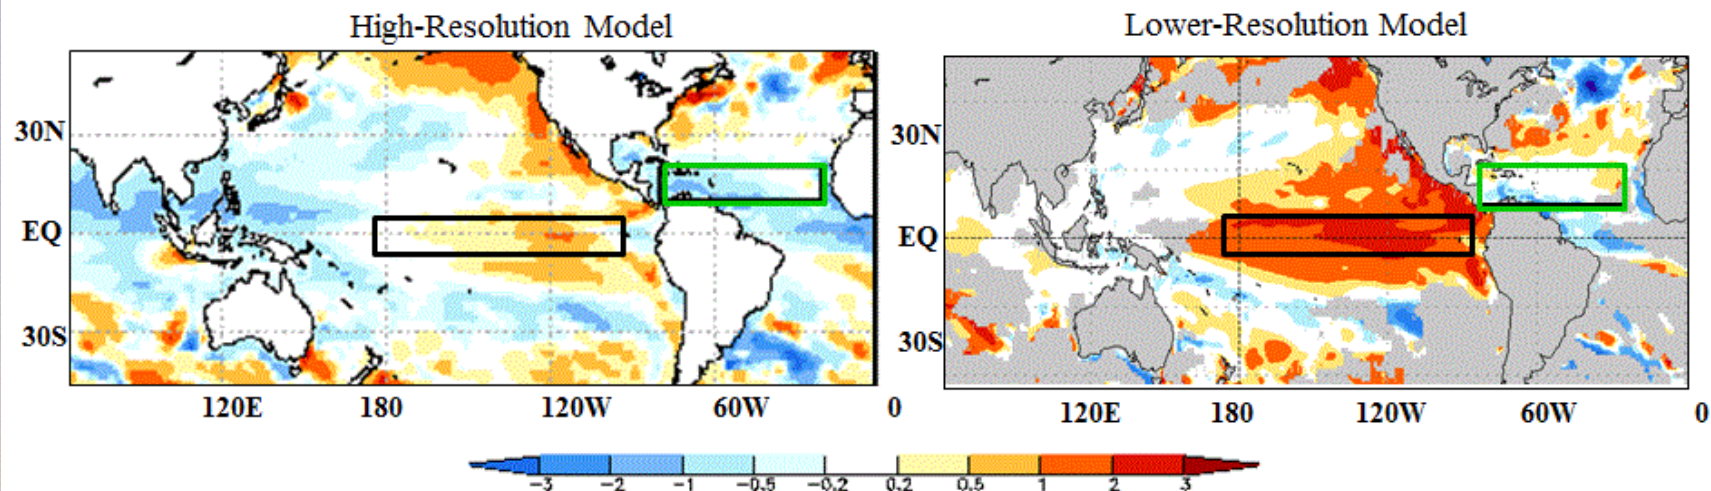 High-Resolution Model
Lower-Resolution Model
30N
EQ
30S
120E 180 120W 60W 0
30N
EQ
30S
120E 180 120W 60W 0
-3 -2 -1 -0.5 -0.2 0.2 0.5 1 2 3